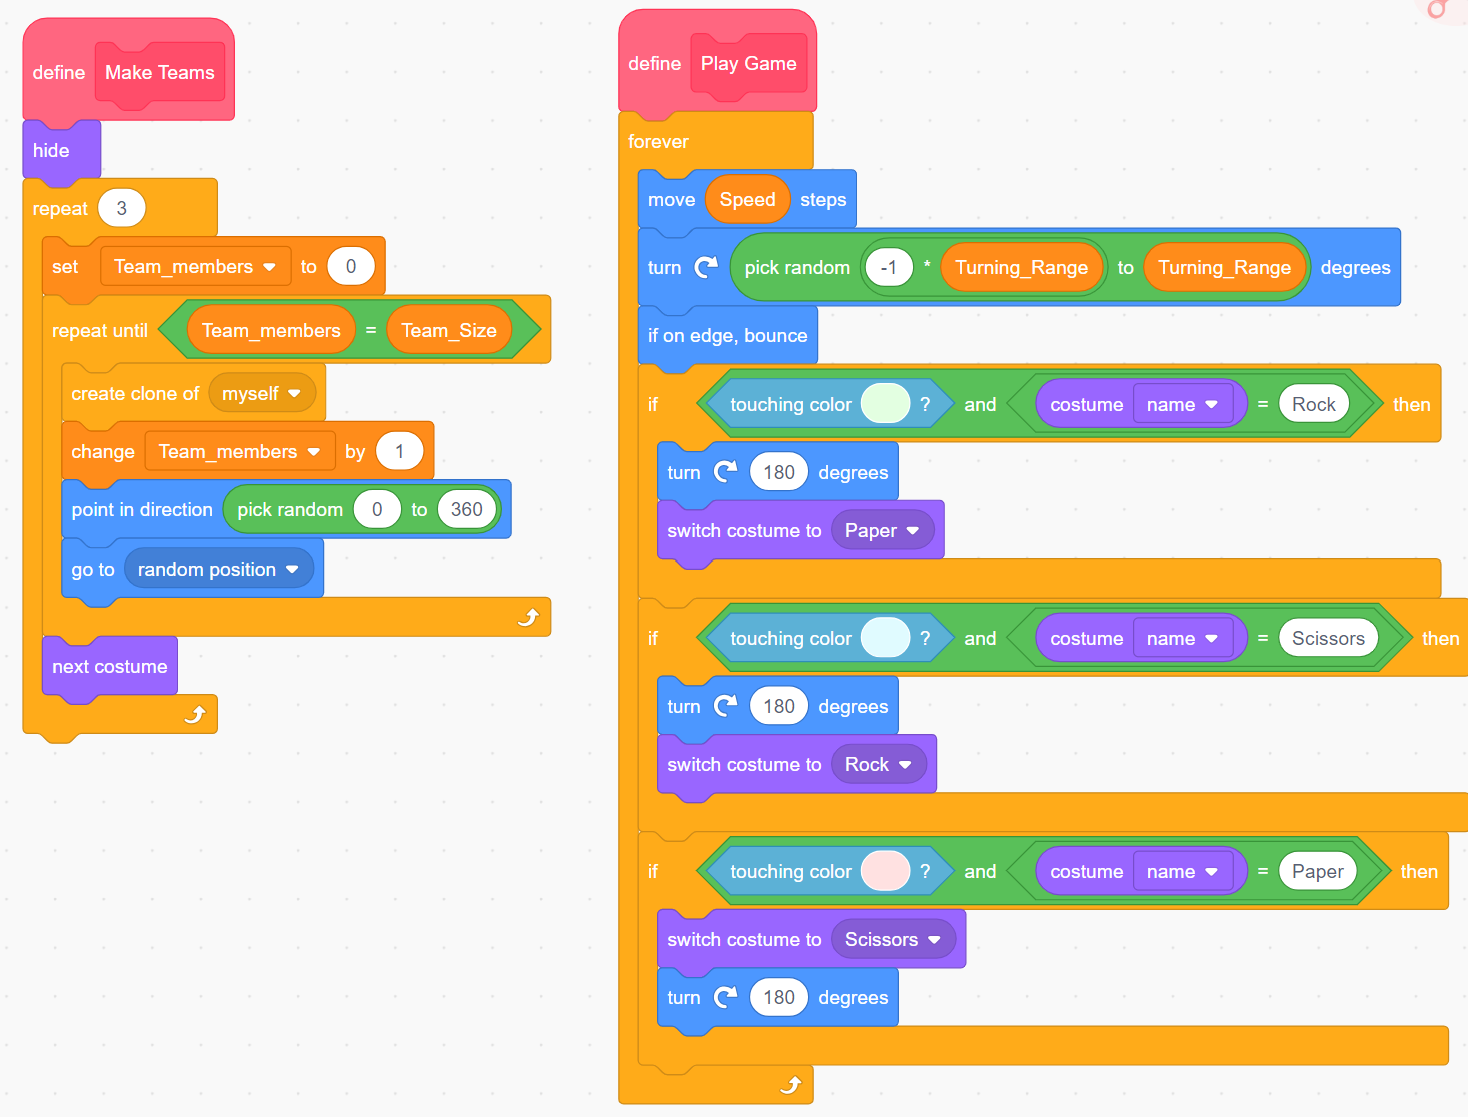 define Make Teams
hide
repeat 3
set Team_members to 0
repeat until Team_members = Team_Size
create clone of myself
change Team_members by 1
point in direction pick random 0 to 360
go to random position
next costume
define Play Game
forever
move Speed steps
turn pick random -1 * Turning_Range to Turning_Range degrees
if on edge, bounce
if touching color ? and costume name = Rock then
turn 180 degrees
switch costume to Paper
if touching color ? and costume name = Scissors then
turn 180 degrees
switch costume to Rock
if touching color ? and costume name = Paper then
switch costume to Scissors
turn 180 degrees